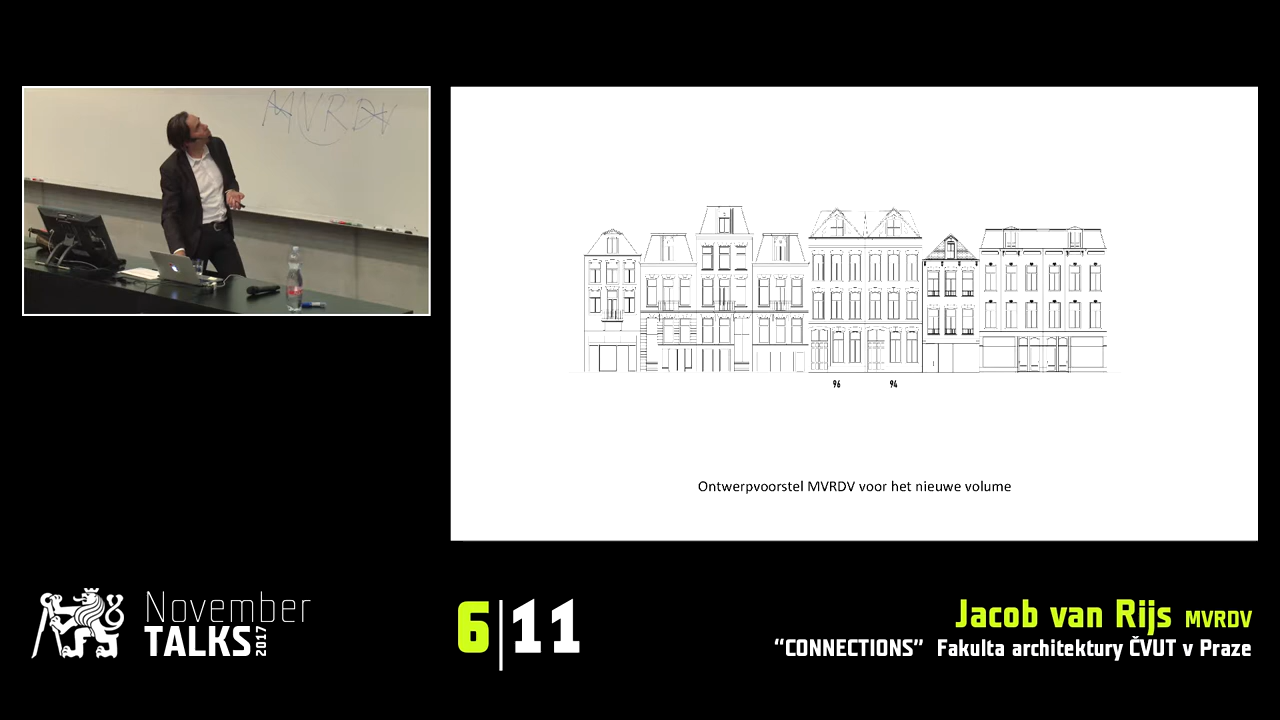 MVRDV
96
94
Ontwerpvoorstel MVRDV voor het nieuwe volume
November
TALKS 2017
6|11
Jacob van Rijs MVRDV
“CONNECTIONS” Fakulta architektury ČVUT v Praze